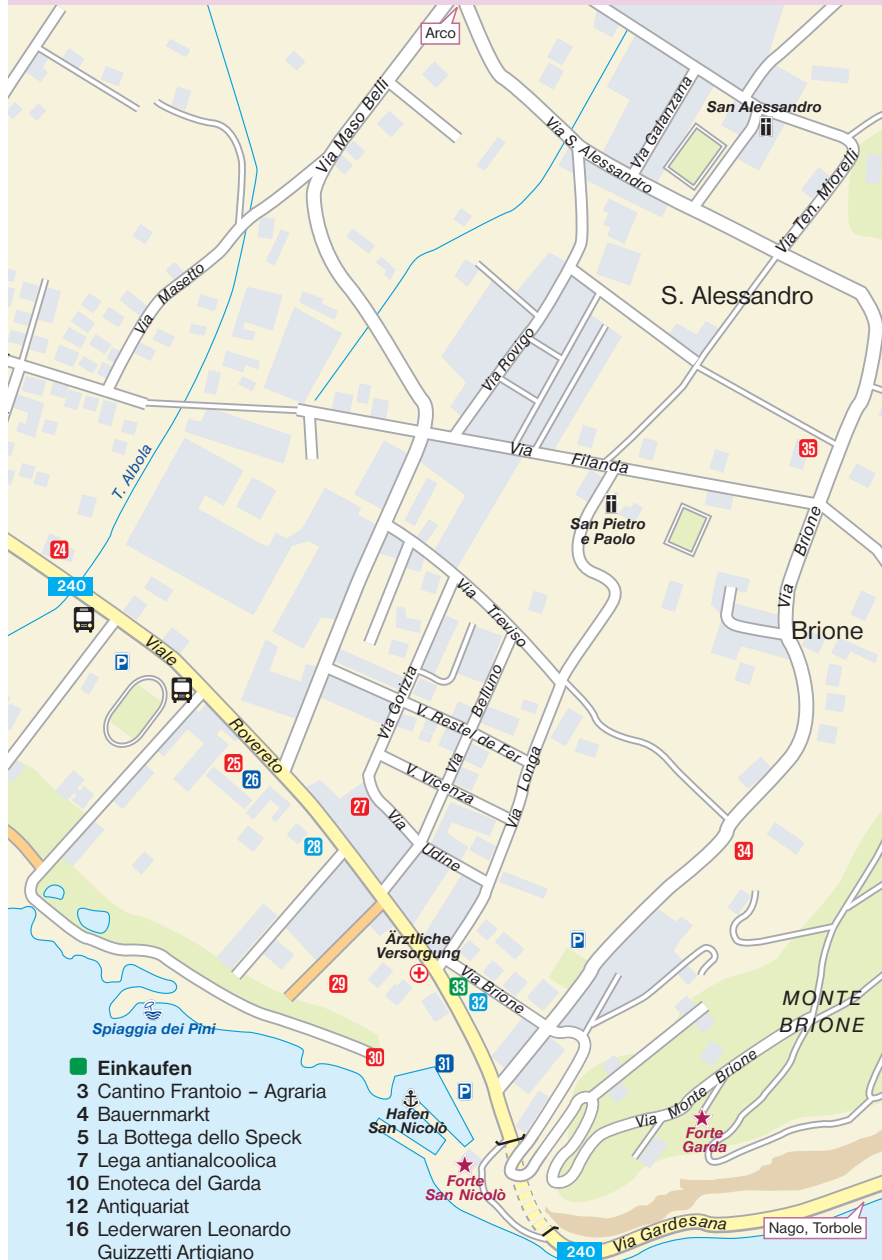 Arco
San Alessandro
Via Gatanzana
Via Maso Belli
Via S. Alessandro
Via Ten. Miorelli
Via Masetto
S. Alessandro
Via Rovigo
35
Via Filanda
T. Albola
San Pietro
e Paolo
24
240
Via Brione
Via Treviso
Brione
P
Viale Rovereto
Via Gorizia
Via Belluno
V. Restel de Fer
25
26
V. Vicenza
Via Longa
27
28
Via Udine
34
Ärztliche
Versorgung
P
29
33
32
Via Brione
MONTE
BRIONE
Spiaggia dei Pini
30
31
P
Hafen
San Nicolò
Via Monte Brione
Forte
Garda
Forte
San Nicolò
Einkaufen
3 Cantino Frantoio – Agraria
4 Bauernmarkt
5 La Bottega dello Speck
7 Lega antianalcoolica
10 Enoteca del Garda
12 Antiquariat
16 Lederwaren Leonardo
Guizzetti Artigiano
240
Via Gardesana
Nago, Torbole